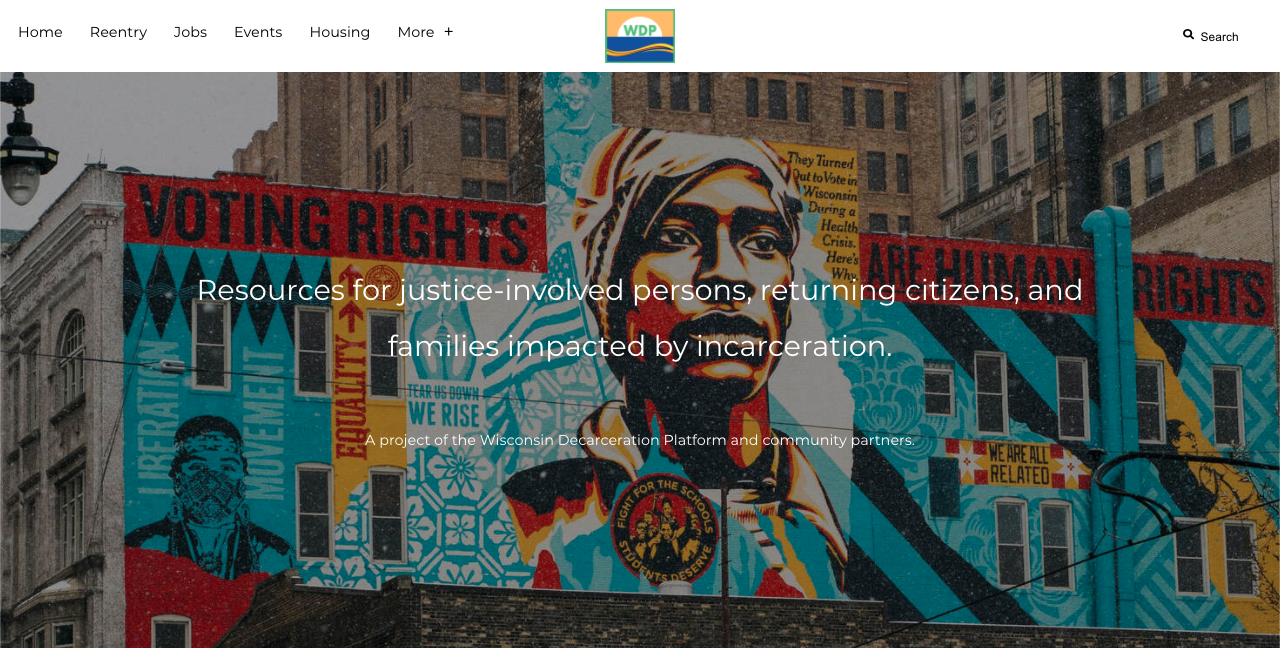 Home Reentry Jobs Events Housing More +
WDP
Search
VOTING RIGHTS
They Turned
Out to Vote in
Wisconsin
During a
Health
Crisis.
Here's
Why.
ARE HUMAN RIGHTS
Resources for justice-involved persons, returning citizens, and
families impacted by incarceration.
LIBERATION
MOVEMENT
EQUALITY
TEAR US DOWN
WE RISE
A project of the Wisconsin Decarceration Platform and community partners.
WE ARE ALL
RELATED
FIGHT FOR THE SCHOOLS
STUDENTS DESERVE